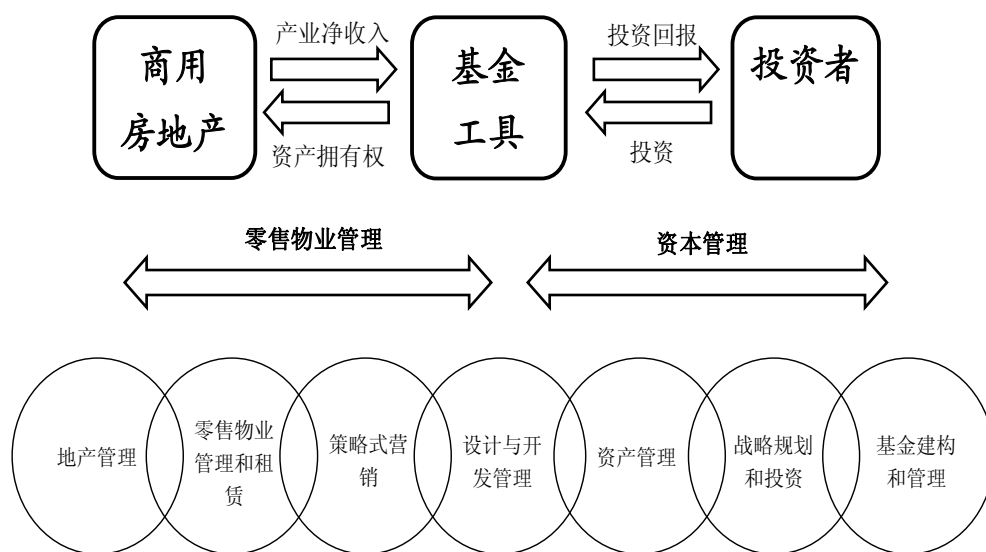 产业净收入
投资回报
商用
房地产
基金
工具
投资者
资产拥有权
投资
零售物业管理
资本管理
地产管理
零售物业
管理和租
赁
策略式营
销
设计与开
发管理
资产管理
战略规划
和投资
基金建构
和管理